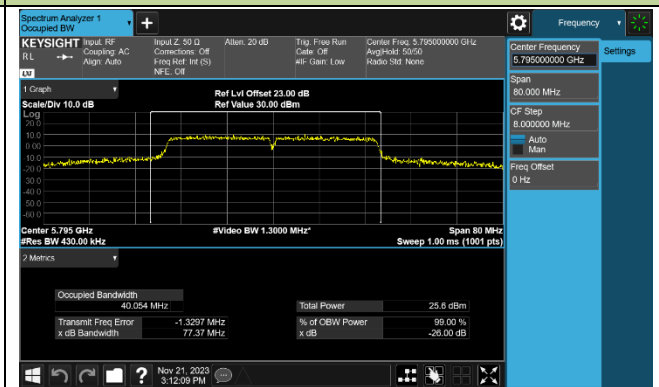 Spectrum Analyzer 1
Occupied BW
Frequency
KEYSIGHT
RL
LXI
Input: RF
Coupling: AC
Align: Auto
Input Z: 50 Ω
Corrections: Off
Freq Ref: Int (S)
NFE: Off
Atten: 20 dB
Trig: Free Run
Gate: Off
#IF Gain: Low
Center Freq: 5.795000000 GHz
Avg|Hold: 50/50
Radio Std: None
Center Frequency
5.795000000 GHz
Settings
Span
80.000 MHz
CF Step
8.000000 MHz
Auto
Man
Freq Offset
0 Hz
1 Graph
Scale/Div 10.0 dB
Ref Lvl Offset 23.00 dB
Ref Value 30.00 dBm
Log
20.0
10.0
0.00
-10.0
-20.0
-30.0
-40.0
-50.0
-60.0
Center 5.795 GHz
#Video BW 1.3000 MHz*
Span 80 MHz
#Res BW 430.00 kHz
Sweep 1.00 ms (1001 pts)
2 Metrics
Occupied Bandwidth
40.054 MHz
Total Power 25.6 dBm
Transmit Freq Error -1.3297 MHz
% of OBW Power 99.00 %
x dB Bandwidth 77.37 MHz
x dB -26.00 dB
Nov 21, 2023
3:12:09 PM